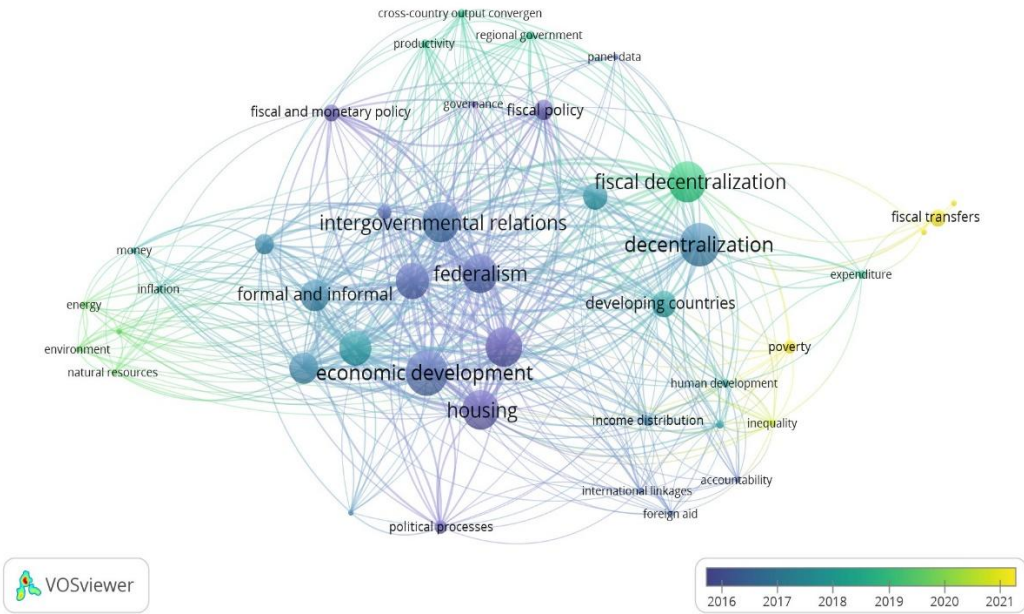 cross-country output convergen
regional government
productivity
panel data
governance
fiscal and monetary policy
fiscal policy
fiscal decentralization
fiscal transfers
intergovernmental relations
decentralization
money
federalism
expenditure
inflation
formal and informal
energy
developing countries
environment
poverty
natural resources
economic development
human development
housing
income distribution
inequality
accountability
international linkages
foreign aid
political processes
VOSviewer
2016 2017 2018 2019 2020 2021